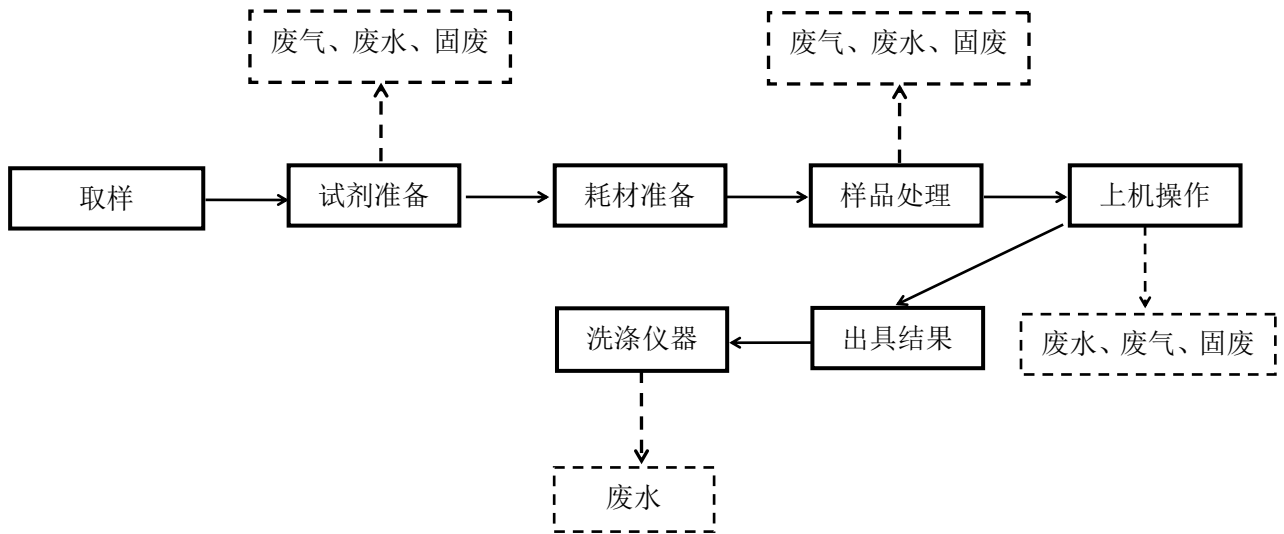 废气、废水、固废
废气、废水、固废
取样
试剂准备
耗材准备
样品处理
上机操作
洗涤仪器
出具结果
废水、废气、固废
废水